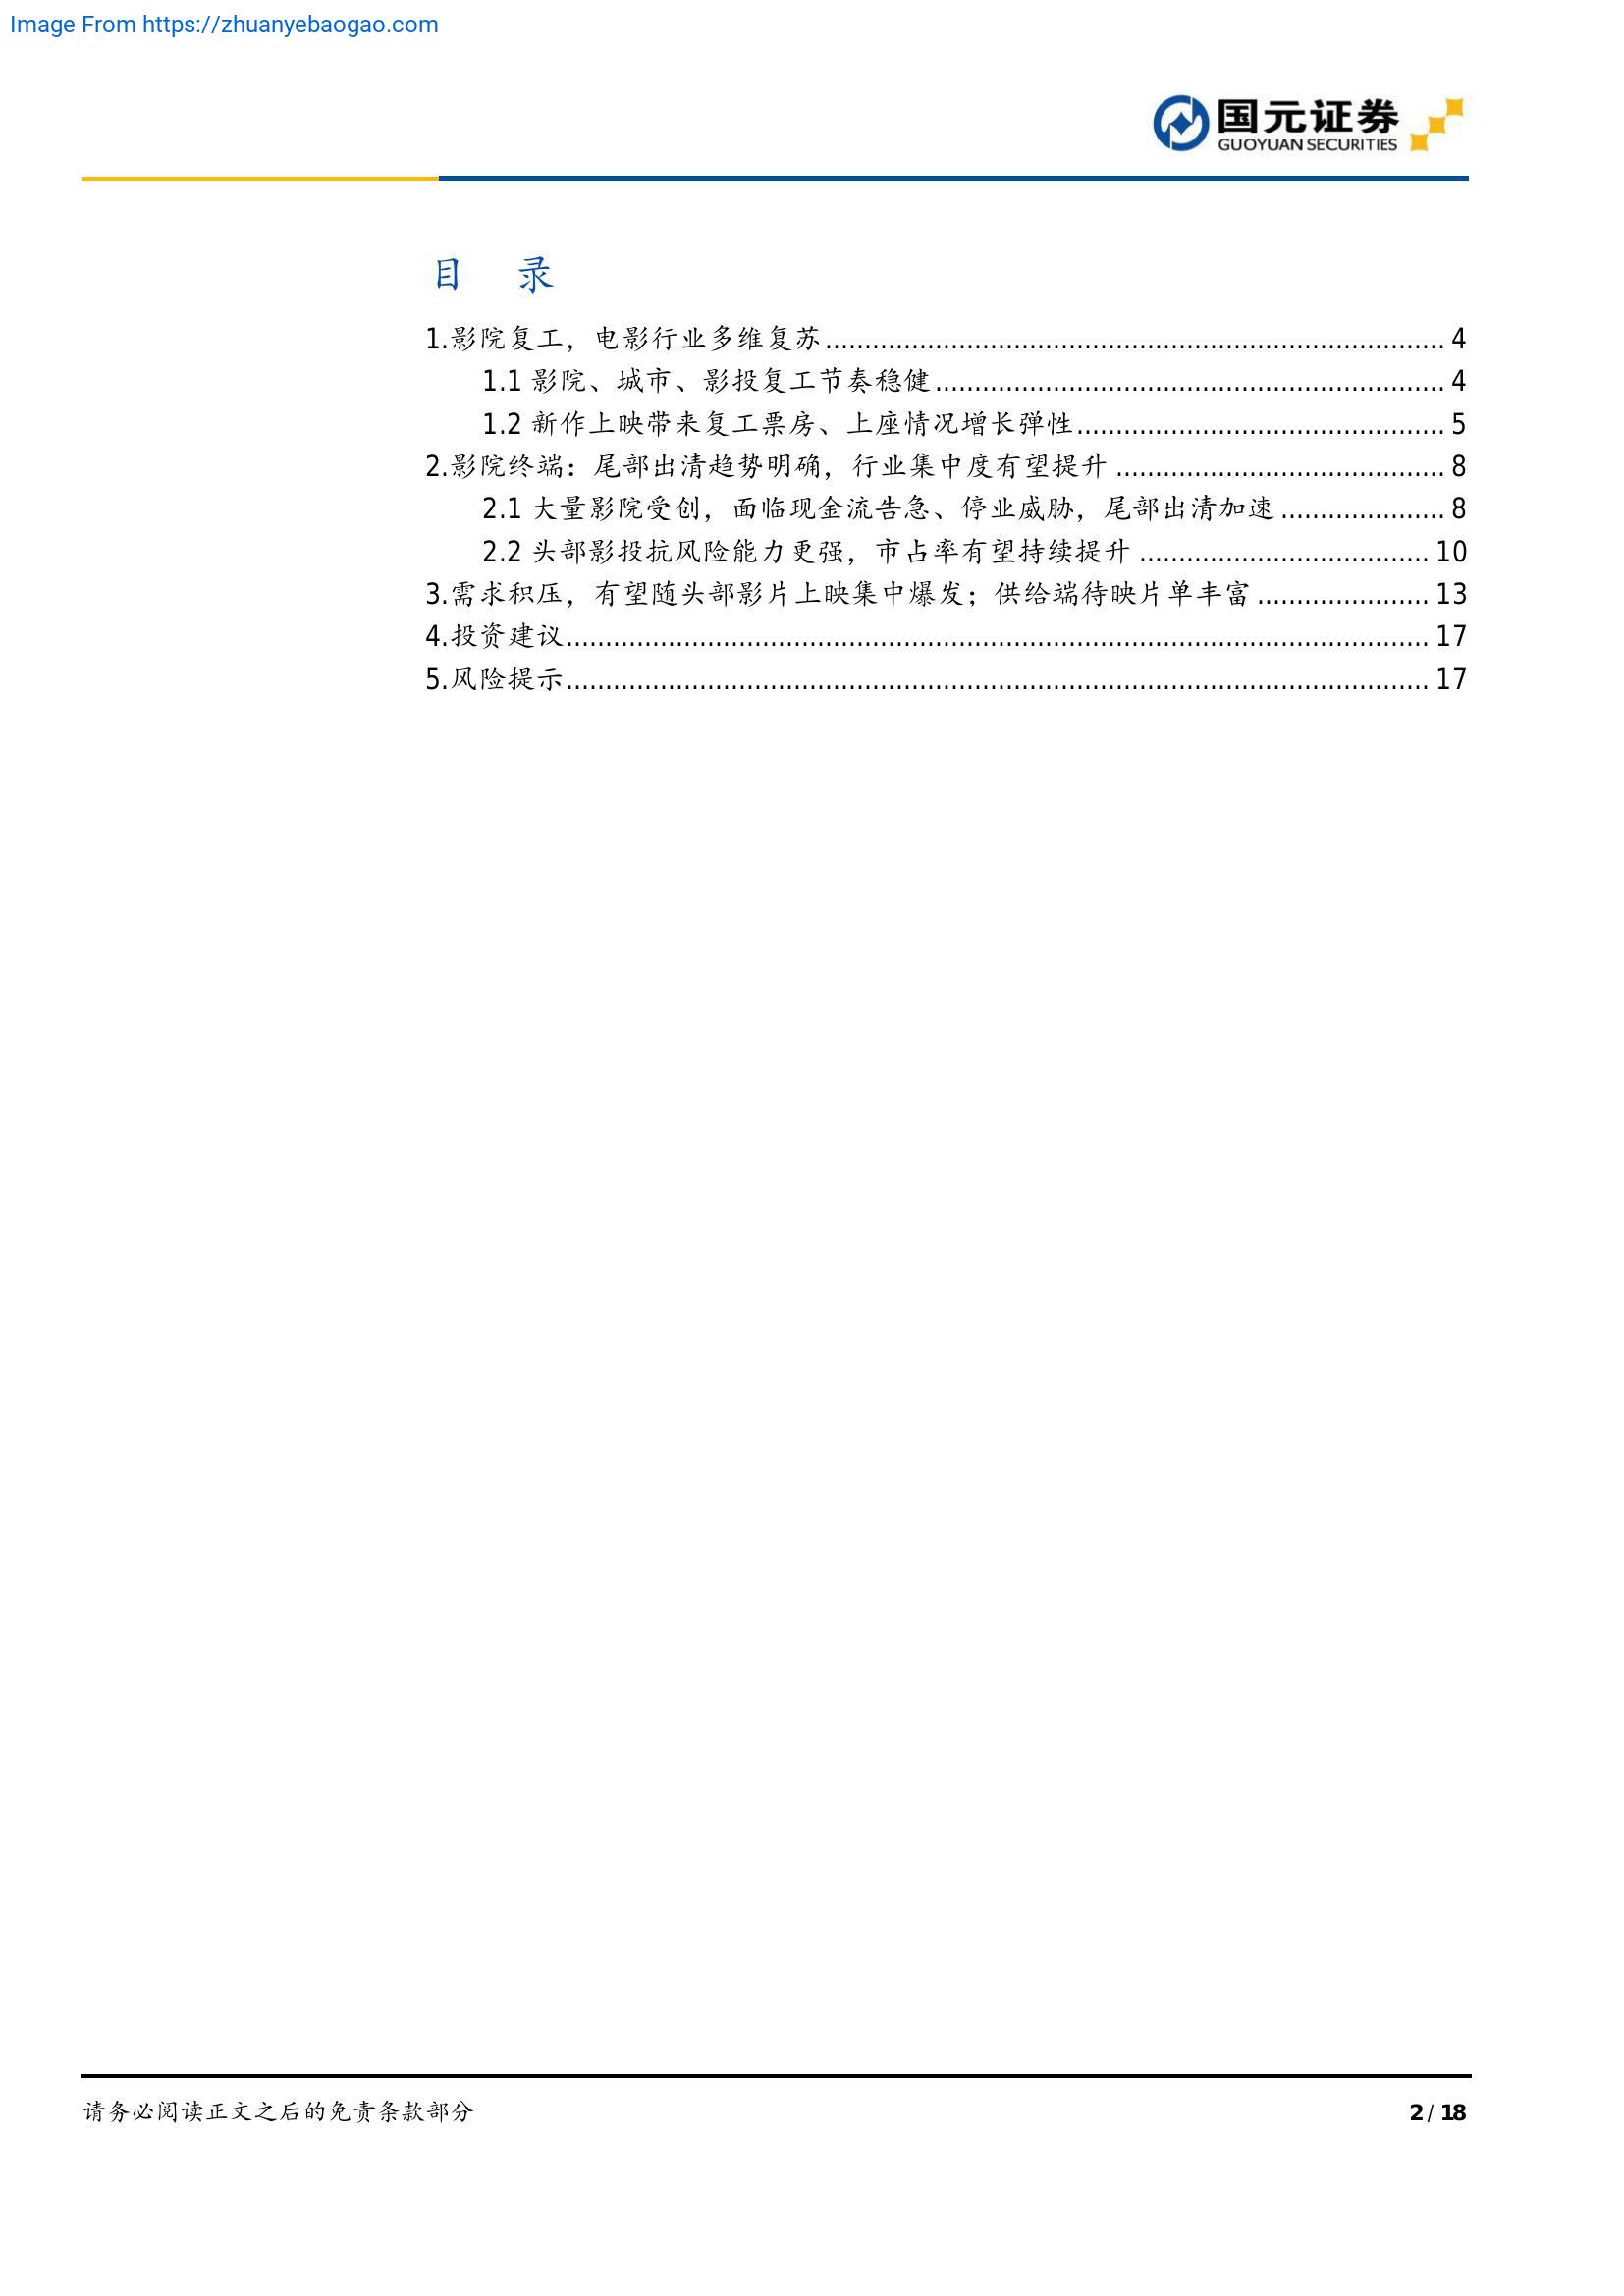 Image From https://zhuanyebaogao.com
国元证券
GUOYUAN SECURITIES
目 录
1.影院复工，电影行业多维复苏................................................................................ 4
1.1 影院、城市、影投复工节奏稳健.................................................................. 4
1.2 新作上映带来复工票房、上座情况增长弹性............................................... 5
2.影院终端：尾部出清趋势明确，行业集中度有望提升 .......................................... 8
2.1 大量影院受创，面临现金流告急、停业威胁，尾部出清加速 ..................... 8
2.2 头部影投抗风险能力更强，市占率有望持续提升 ..................................... 10
3.需求积压，有望随头部影片上映集中爆发；供给端待映片单丰富 ...................... 13
4.投资建议.............................................................................................................. 17
5.风险提示.............................................................................................................. 17
请务必阅读正文之后的免责条款部分
2 / 18